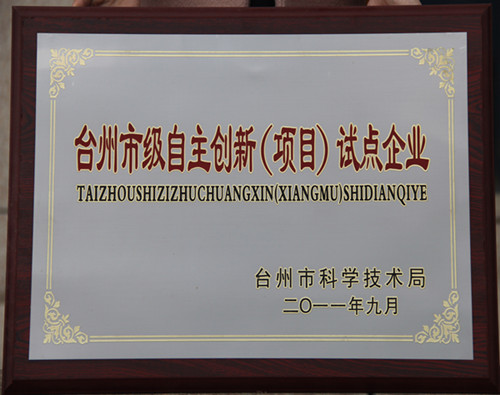 台州市级自主创新（项目）试点企业
TAIZHOUSHIZIZHUCHUANGXIN(XIANGMU)SHIDIANQIYE
台州市科学技术局
二〇一一年九月